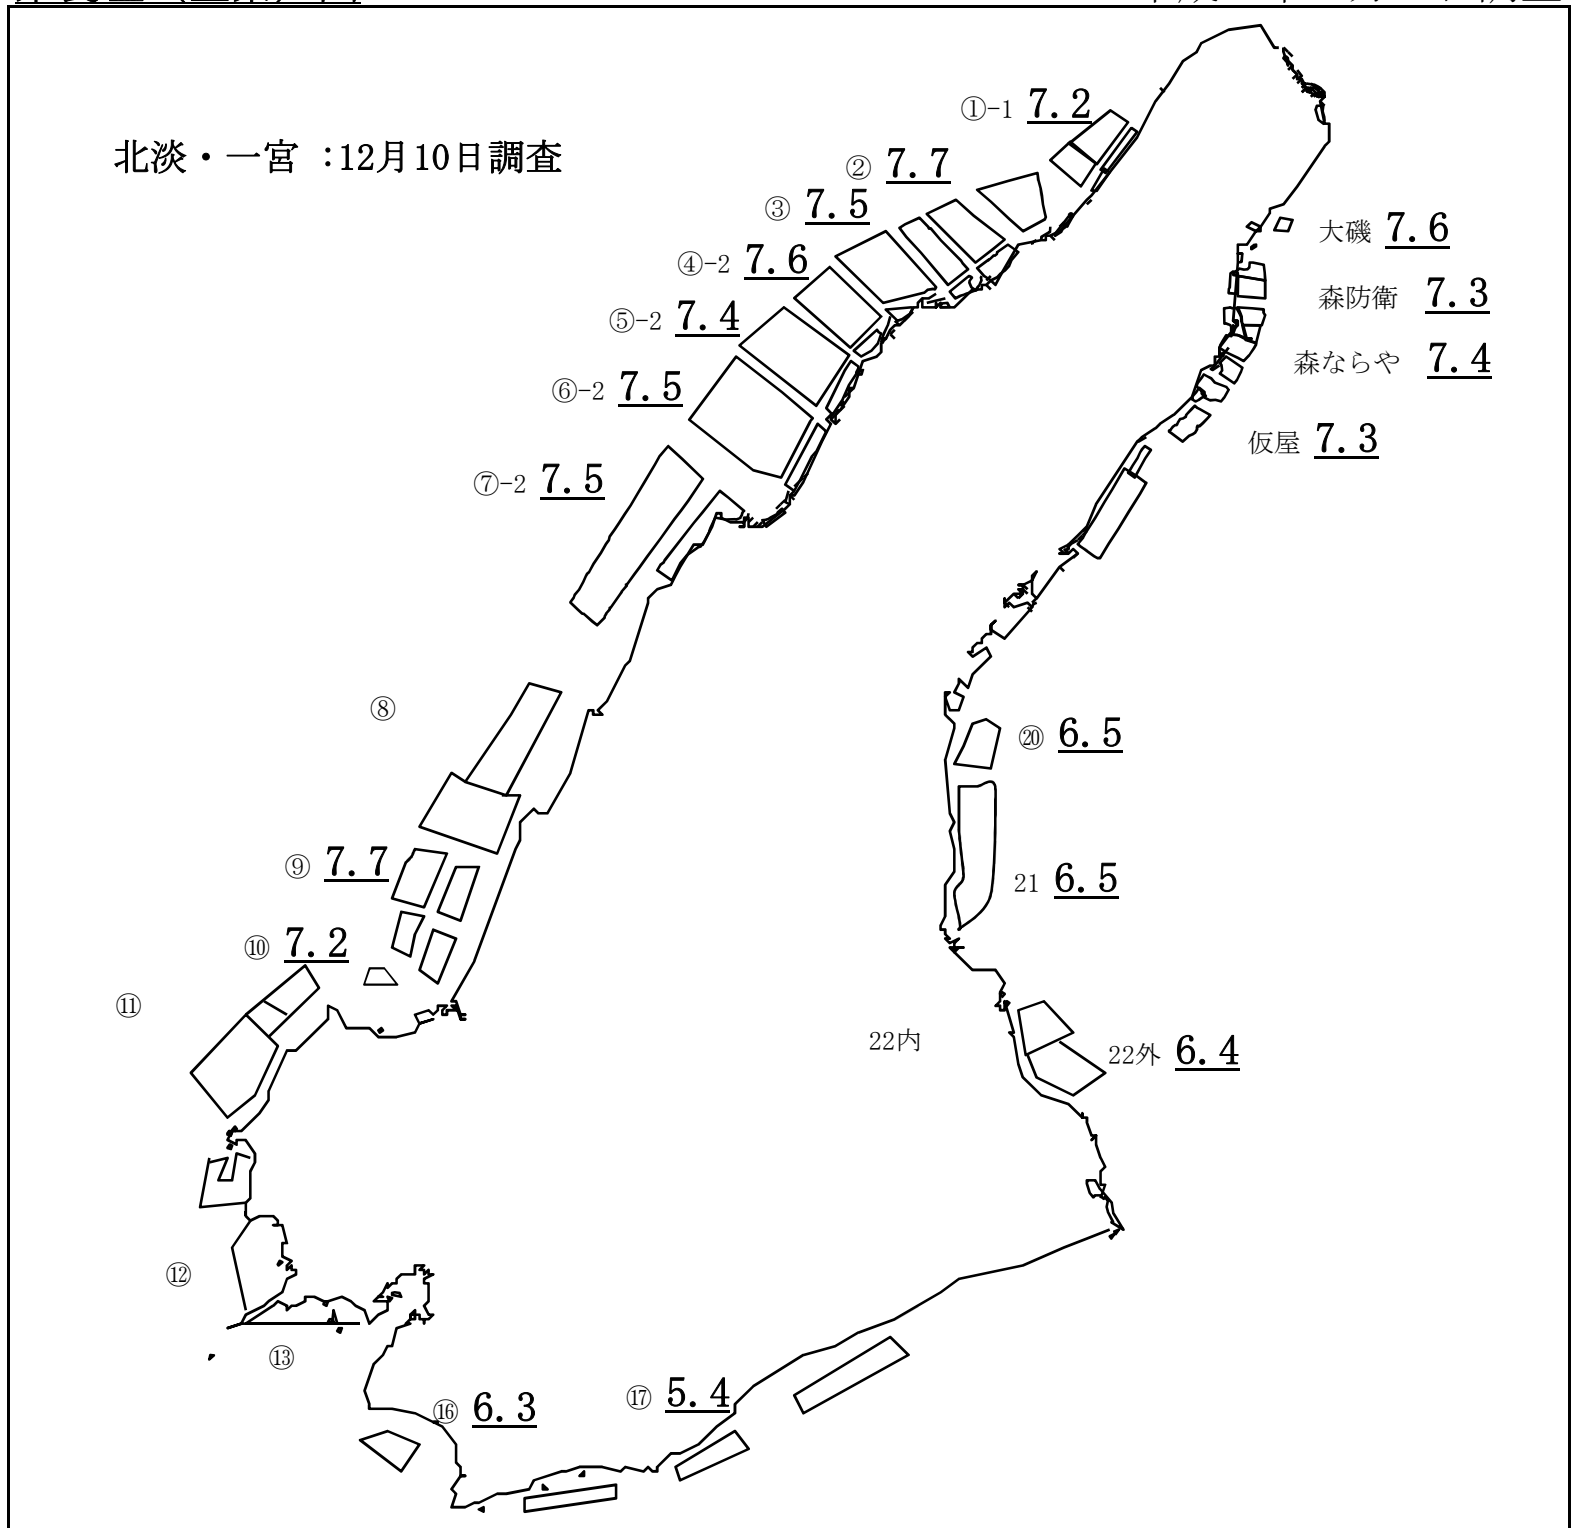 北淡・一宮 :12月10日調査
①-1 7.2
② 7.7
③ 7.5
④-2 7.6
⑤-2 7.4
⑥-2 7.5
⑦-2 7.5
⑧
⑨ 7.7
⑩ 7.2
⑪
⑫
⑬
⑯ 6.3
⑰ 5.4
大磯 7.6
森防衛 7.3
森ならや 7.4
仮屋 7.3
⑳ 6.5
21 6.5
22内
22外 6.4